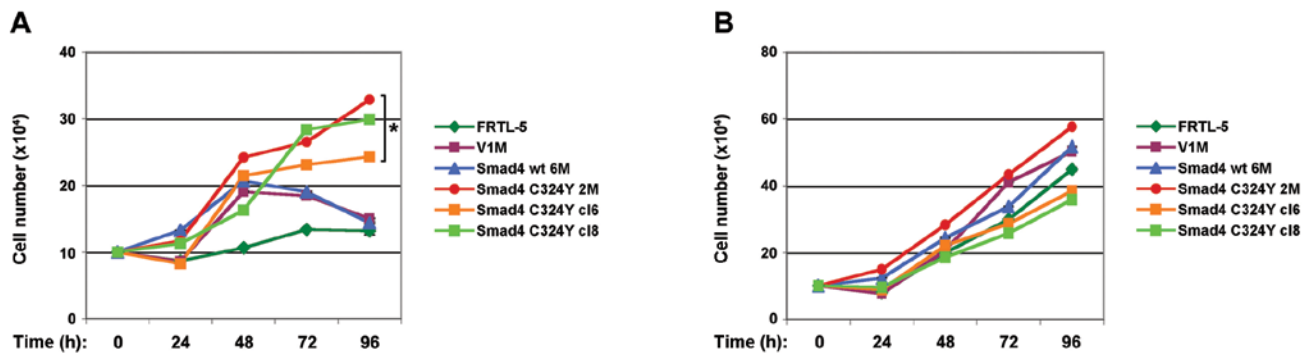 A
Cell number (x10⁴)
40
30
20
10
0
Time (h): 0 24 48 72 96
*
FRTL-5
V1M
Smad4 wt 6M
Smad4 C324Y 2M
Smad4 C324Y cl6
Smad4 C324Y cl8
B
Cell number (x10⁴)
80
60
40
20
0
Time (h): 0 24 48 72 96
FRTL-5
V1M
Smad4 wt 6M
Smad4 C324Y 2M
Smad4 C324Y cl6
Smad4 C324Y cl8